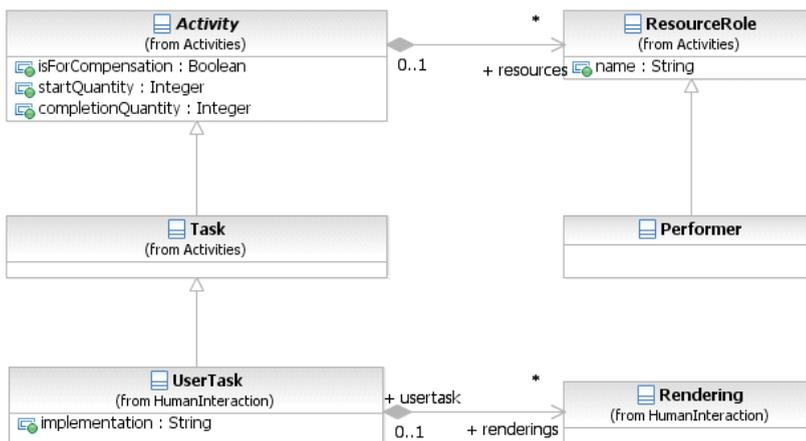 Activity
(from Activities)
isForCompensation : Boolean
startQuantity : Integer
completionQuantity : Integer
*
0..1
+ resources
ResourceRole
(from Activities)
name : String
Task
(from Activities)
Performer
UserTask
(from HumanInteraction)
implementation : String
+ usertask
*
0..1
+ renderings
Rendering
(from HumanInteraction)